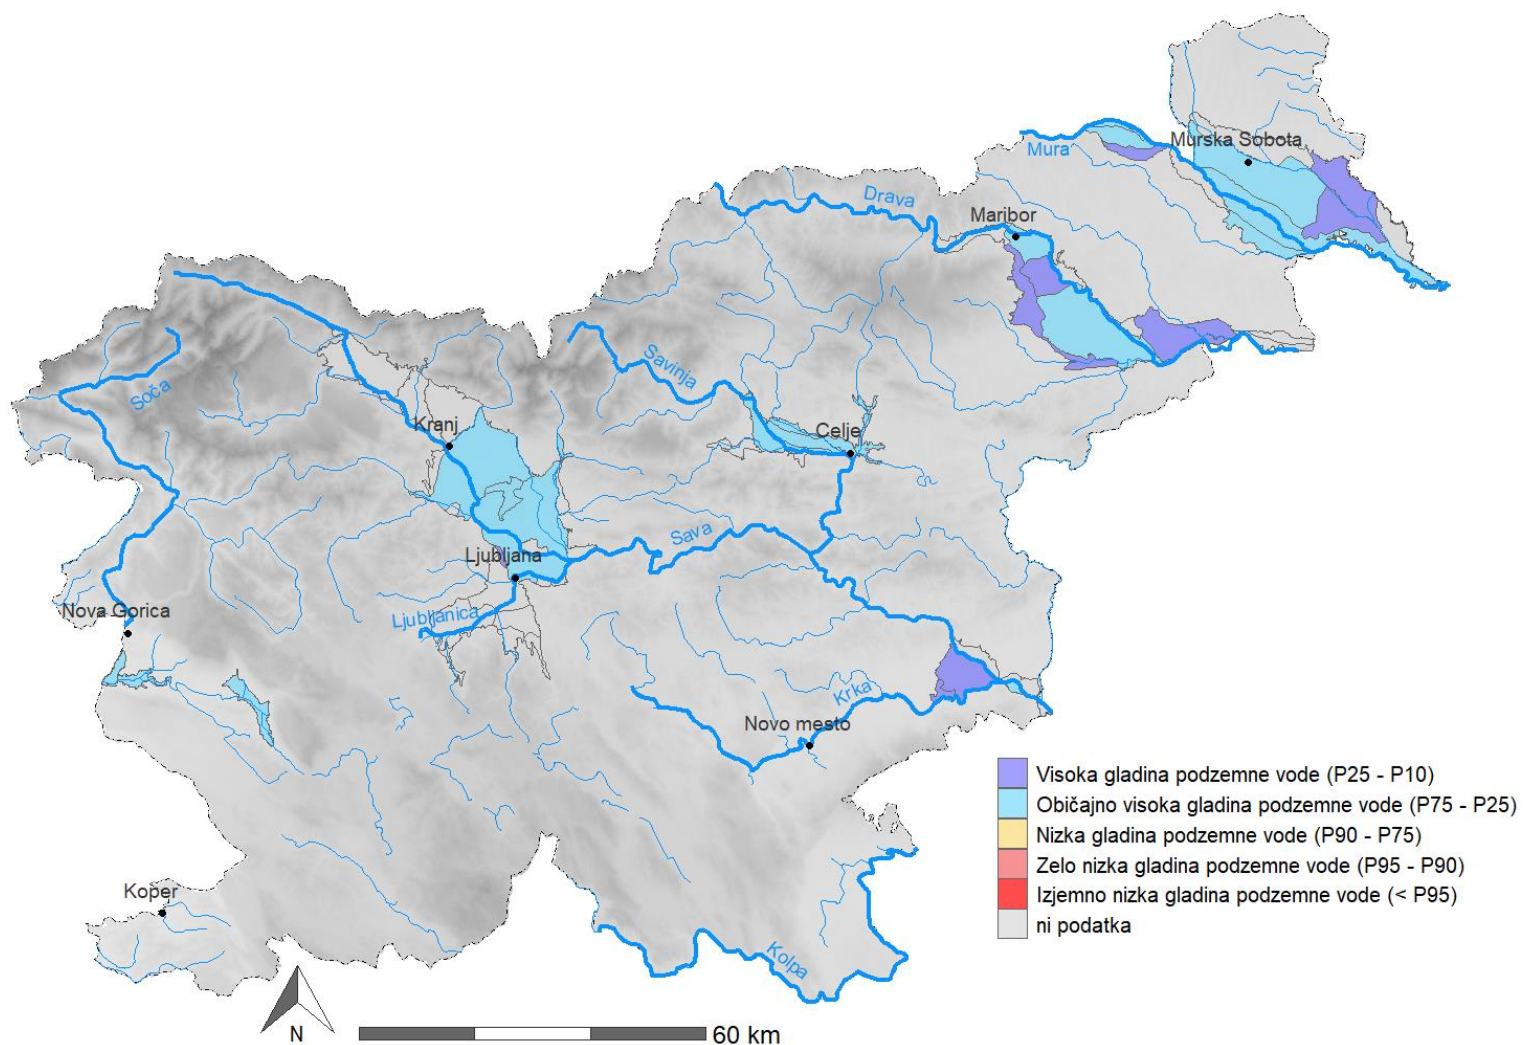 Murska Sobota
Mura
Drava
Maribor
Soča
Savinja
Kranj
Celje
Sava
Ljubljana
Nova Gorica
Ljubljanica
Krka
Novo mesto
Visoka gladina podzemne vode (P25 - P10)
Običajno visoka gladina podzemne vode (P75 - P25)
Nizka gladina podzemne vode (P90 - P75)
Zelo nizka gladina podzemne vode (P95 - P90)
Izjemno nizka gladina podzemne vode (< P95)
ni podatka
Koper
Kolpa
N
60 km